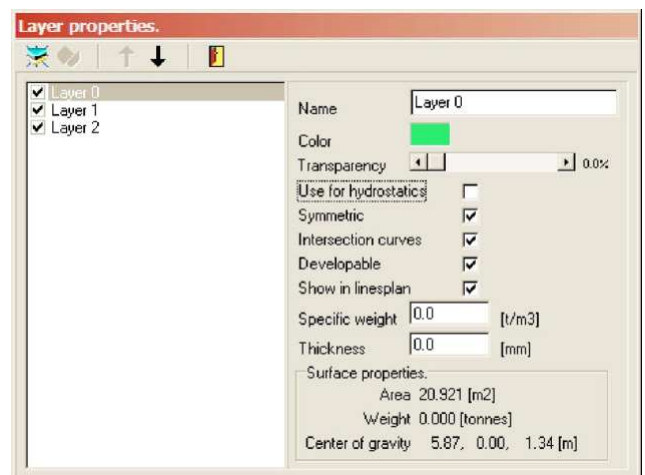 Layer properties.
Layer 0
Layer 1
Layer 2
Name Layer 0
Color
Transparency 0.0%
Use for hydrostatics
Symmetric
Intersection curves
Developable
Show in linesplan
Specific weight 0.0 [t/m3]
Thickness 0.0 [mm]
Surface properties.
Area 20.921 [m2]
Weight 0.000 [tonnes]
Center of gravity 5.87, 0.00, 1.34 [m]